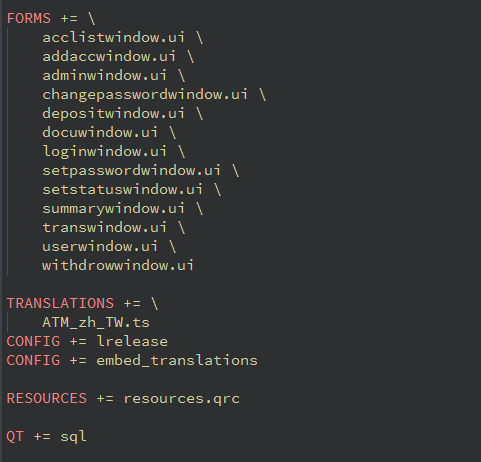 FORMS += \
acclistwindow.ui \
addaccwindow.ui \
adminwindow.ui \
changepasswordwindow.ui \
depositwindow.ui \
docuwindow.ui \
loginwindow.ui \
setpasswordwindow.ui \
setstatuswindow.ui \
summarywindow.ui \
transwindow.ui \
userwindow.ui \
withdrowwindow.ui
TRANSLATIONS += \
ATM_zh_TW.ts
CONFIG += lrelease
CONFIG += embed_translations
RESOURCES += resources.qrc
QT += sql